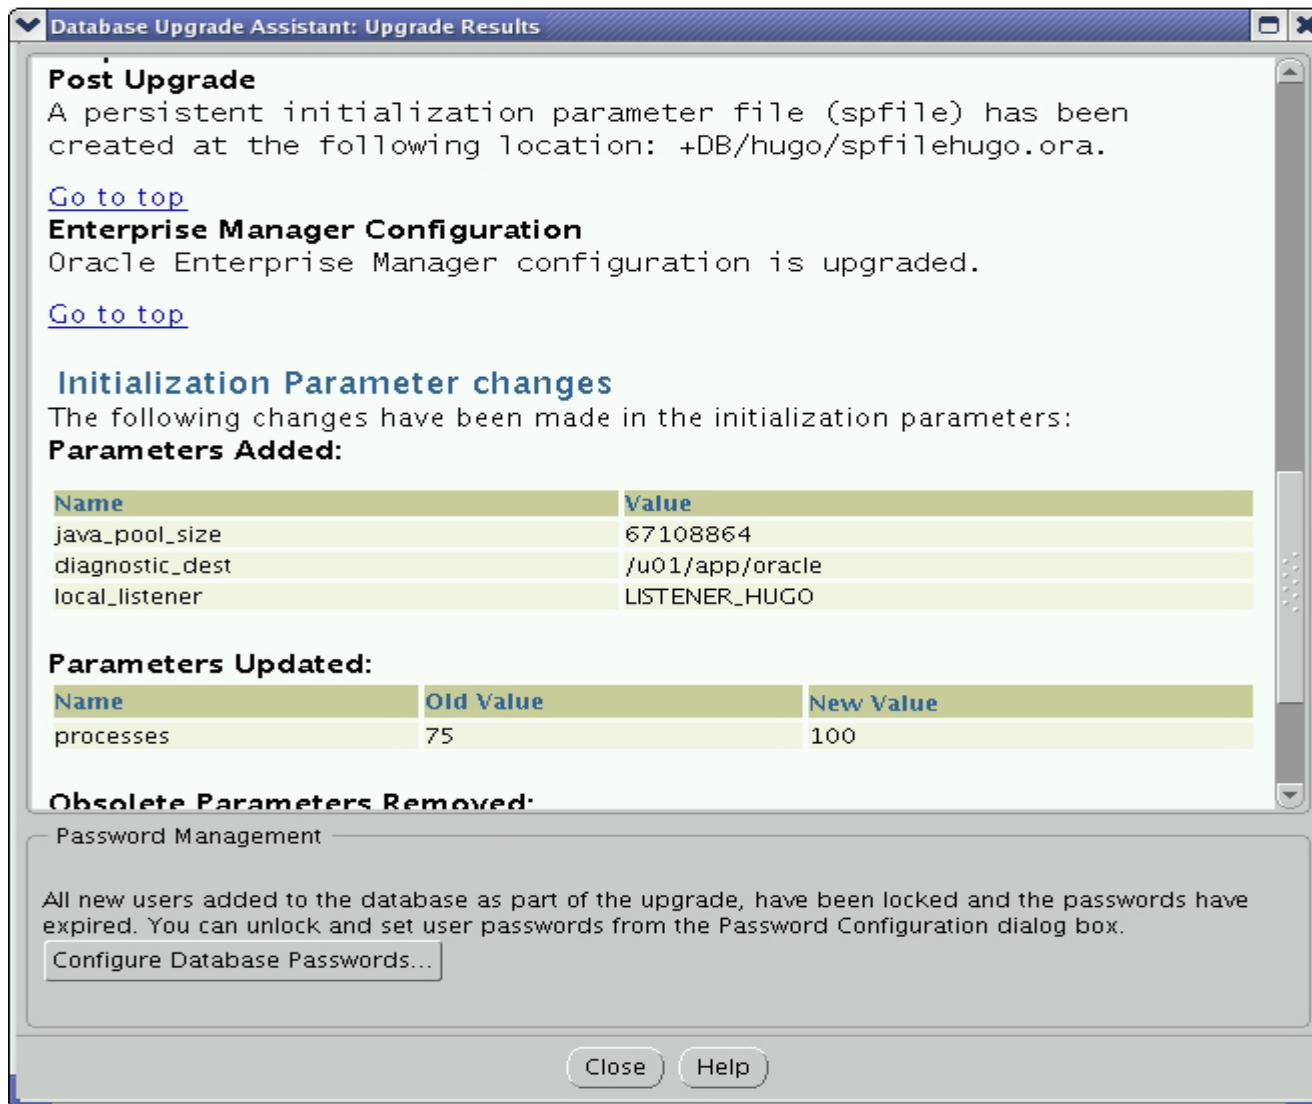 Database Upgrade Assistant: Upgrade Results
Post Upgrade
A persistent initialization parameter file (spfile) has been
created at the following location: +DB/hugo/spfilehugo.ora.
Go to top
Enterprise Manager Configuration
Oracle Enterprise Manager configuration is upgraded.
Go to top
Initialization Parameter changes
The following changes have been made in the initialization parameters:
Parameters Added:
Name Value
java_pool_size 67108864
diagnostic_dest /u01/app/oracle
local_listener LISTENER_HUGO
Parameters Updated:
Name Old Value New Value
processes 75 100
Obsolete Parameters Removed:
Password Management
All new users added to the database as part of the upgrade, have been locked and the passwords have
expired. You can unlock and set user passwords from the Password Configuration dialog box.
Configure Database Passwords...
Close Help